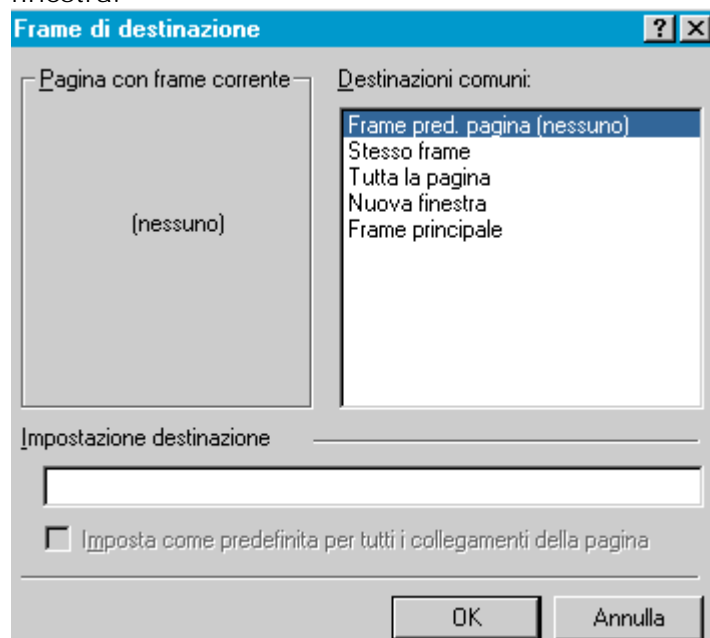 finestra.
Frame di destinazione
Pagina con frame corrente
(nessuno)
Destinazioni comuni:
Frame pred. pagina (nessuno)
Stesso frame
Tutta la pagina
Nuova finestra
Frame principale
Impostazione destinazione
Imposta come predefinita per tutti i collegamenti della pagina
OK
Annulla